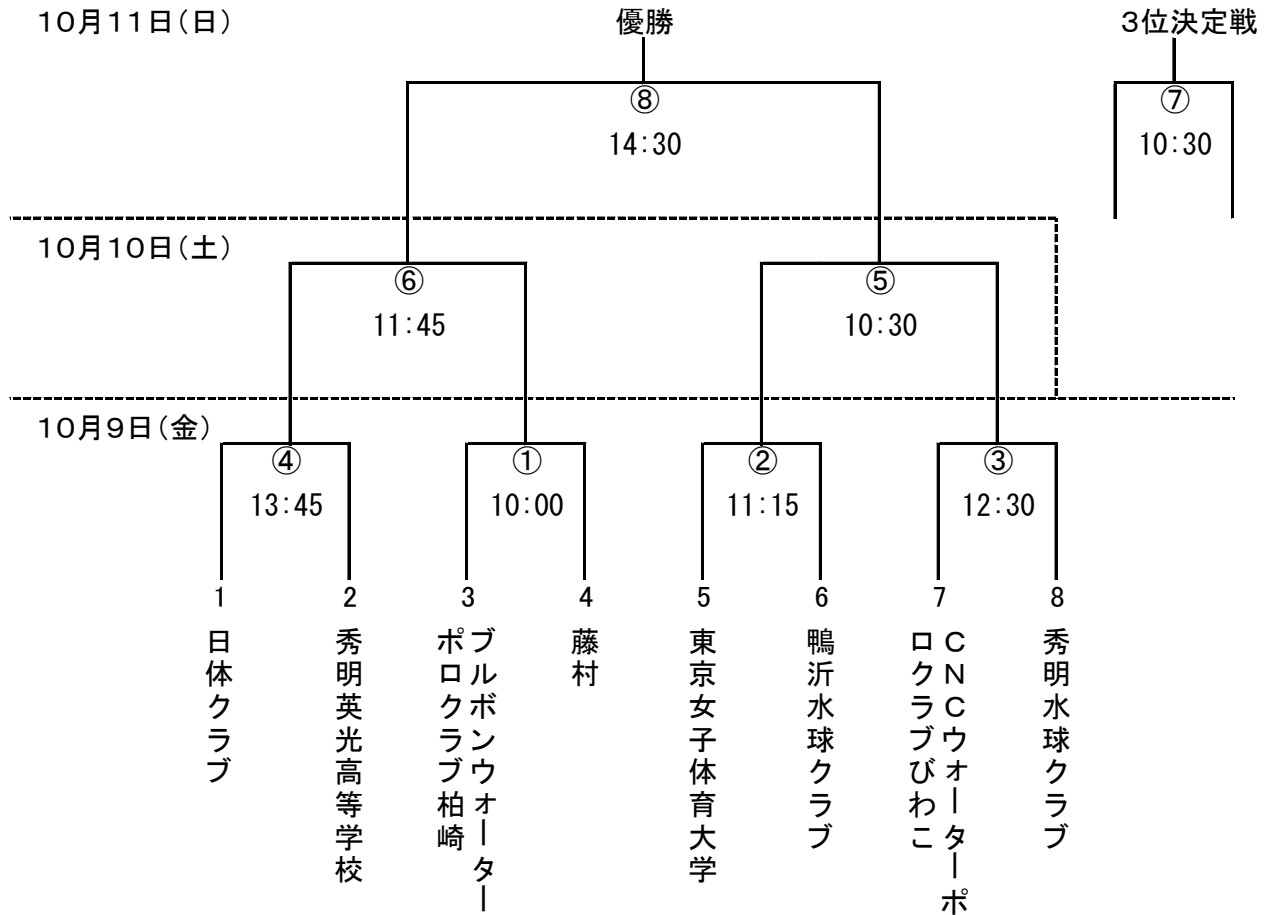 10月11日(日)
優勝
3位決定戦
⑧
⑦
14:30
10:30
10月10日(土)
⑥
⑤
11:45
10:30
10月9日(金)
④
①
②
③
13:45
10:00
11:15
12:30
1
2
3
4
5
6
7
8
日体クラブ
秀明英光高等学校
ブルボンウォーター
ポロクラブ柏崎
藤村
東京女子体育大学
鴨沂水球クラブ
CNCウォーターポ
ロクラブびわこ
秀明水球クラブ